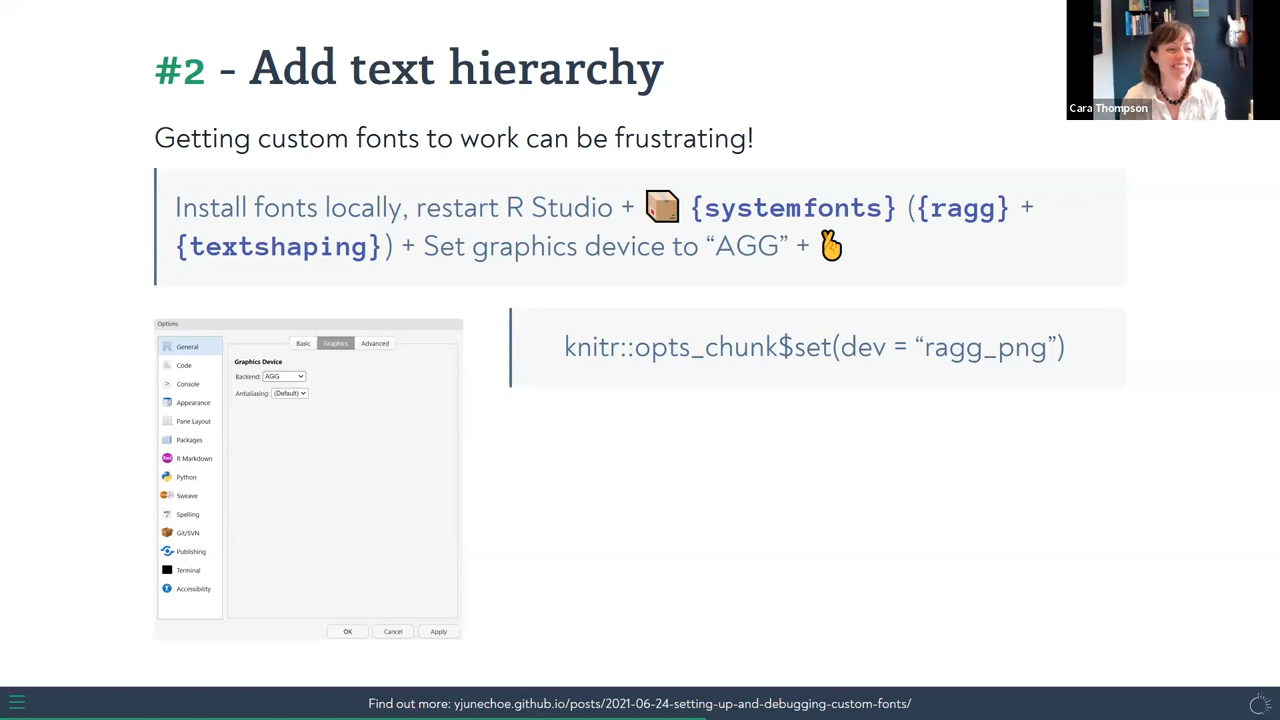 #2 - Add text hierarchy
Cara Thompson
Getting custom fonts to work can be frustrating!
Install fonts locally, restart R Studio + 📦 {systemfonts} ({ragg} +
{textshaping}) + Set graphics device to “AGG” + 🤞
Options
General
Code
Console
Appearance
Pane Layout
Packages
R Markdown
Python
Sweave
Spelling
Git/SVN
Publishing
Terminal
Accessibility
Basic Graphics Advanced
Graphics Device
Backend: AGG
Antialiasing: (Default)
OK Cancel Apply
knitr::opts_chunk$set(dev = “ragg_png”)
Find out more: yjunechoe.github.io/posts/2021-06-24-setting-up-and-debugging-custom-fonts/